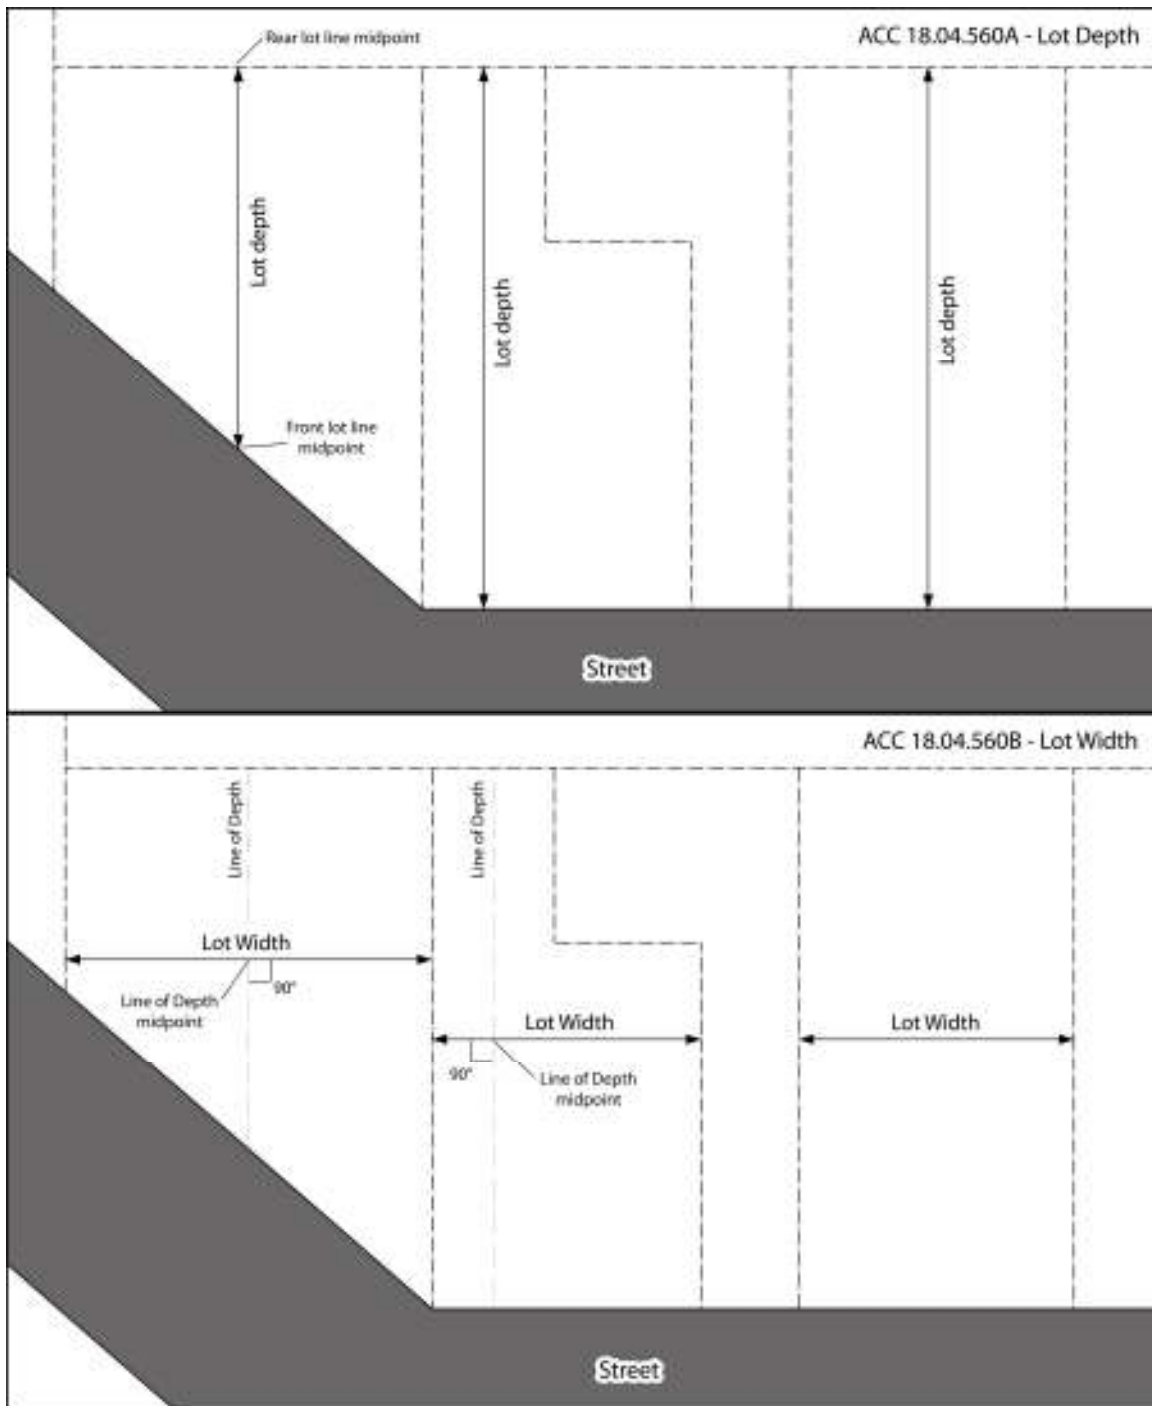 Rear lot line midpoint
ACC 18.04.560A - Lot Depth
Lot depth
Lot depth
Lot depth
Front lot line
midpoint
Street
ACC 18.04.560B - Lot Width
Line of Depth
Line of Depth
Lot Width
90°
Line of Depth
midpoint
Lot Width
Lot Width
90°
Line of Depth
midpoint
Street